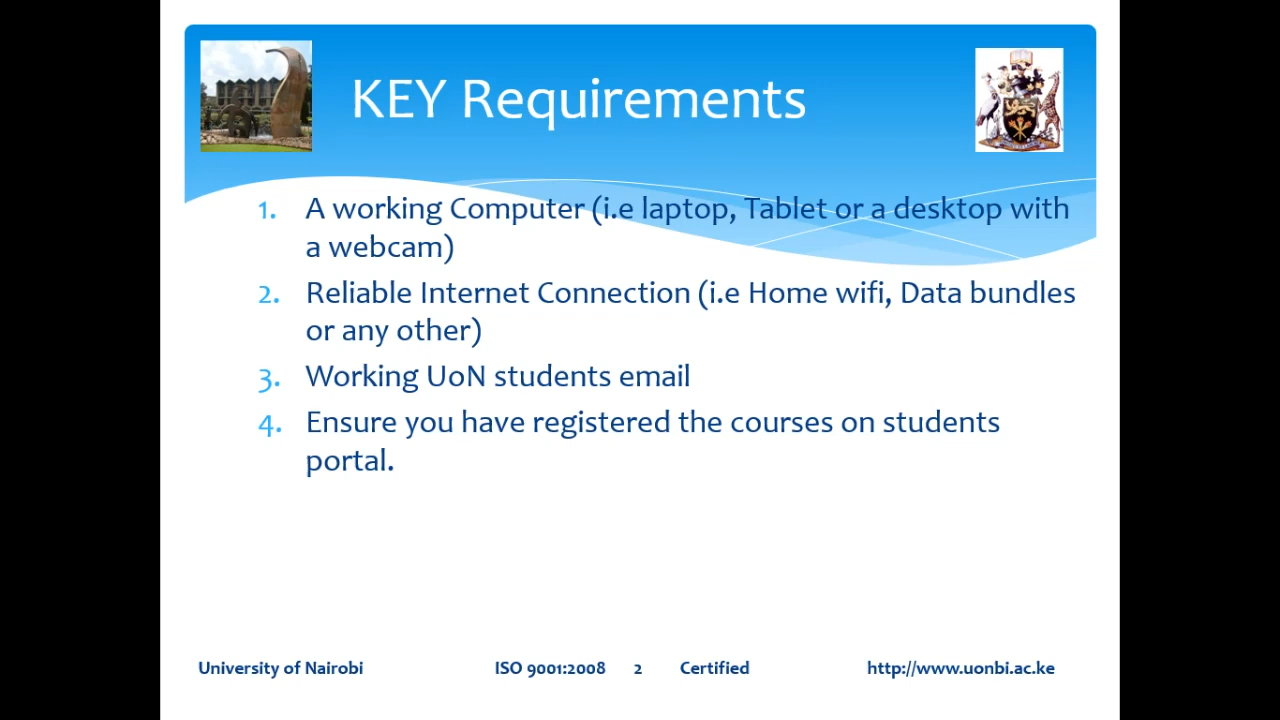 KEY Requirements
1. A working Computer (i.e laptop, Tablet or a desktop with
a webcam)
2. Reliable Internet Connection (i.e Home wifi, Data bundles
or any other)
3. Working UoN students email
4. Ensure you have registered the courses on students
portal.
University of Nairobi ISO 9001:2008 2 Certified http://www.uonbi.ac.ke